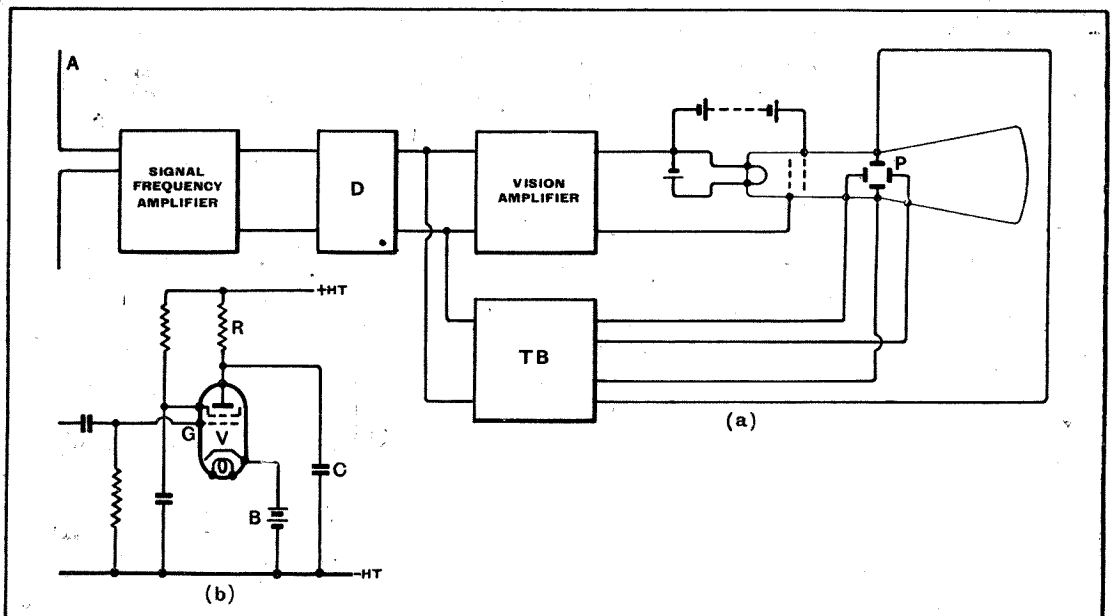 A
SIGNAL
FREQUENCY
AMPLIFIER
D
VISION
AMPLIFIER
P
TB
(a)
+HT
R
G
V
C
B
-HT
(b)